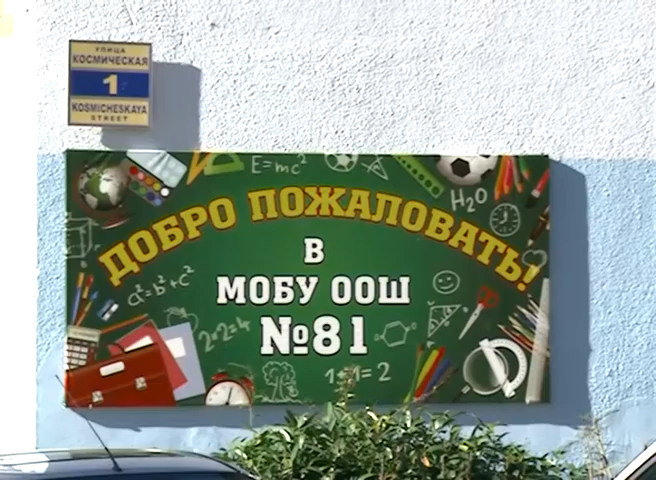 УЛИЦА
КОСМИЧЕСКАЯ
1
KOSMICHESKAYA
STREET
E=mc²
H₂O
ДОБРО ПОЖАЛОВАТЬ!
В
a²=b²+c²
МОБУ ООШ
№81
2×2=4
1+1=2